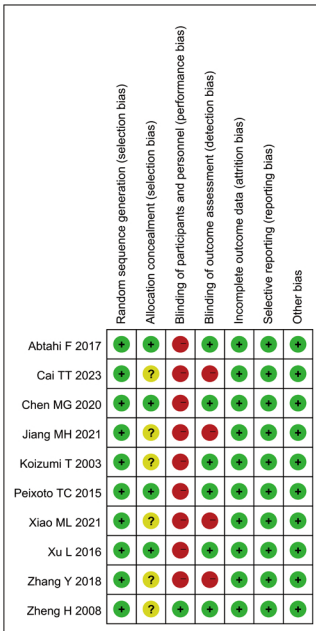 Random sequence generation (selection bias)
Allocation concealment (selection bias)
Blinding of participants and personnel (performance bias)
Blinding of outcome assessment (detection bias)
Incomplete outcome data (attrition bias)
Selective reporting (reporting bias)
Other bias
Abtahi F 2017 + + – + + + +
Cai TT 2023 + ? – – + + +
Chen MG 2020 + + – + + + +
Jiang MH 2021 + ? – – + + +
Koizumi T 2003 + ? – + + + +
Peixoto TC 2015 + + – + + + +
Xiao ML 2021 + ? – – + + +
Xu L 2016 + + – + + + +
Zhang Y 2018 + ? – – + + +
Zheng H 2008 + ? + + + + +